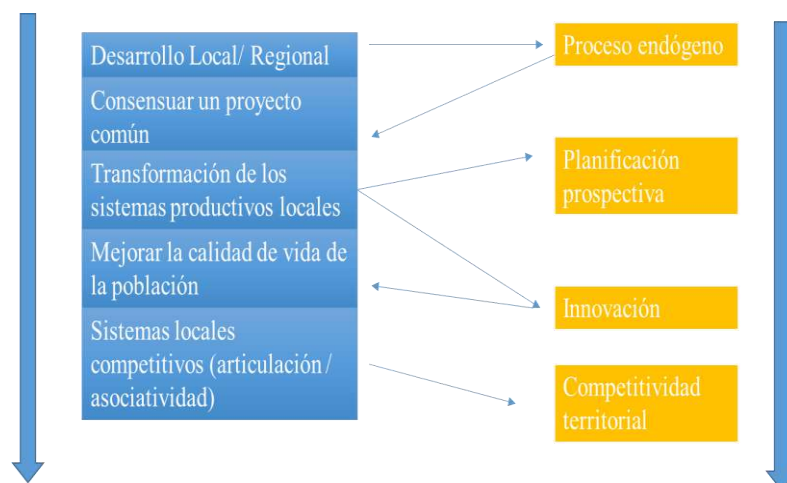 Desarrollo Local/ Regional
Consensuar un proyecto
común
Transformación de los
sistemas productivos locales
Mejorar la calidad de vida de
la población
Sistemas locales
competitivos (articulación /
asociatividad)
Proceso endógeno
Planificación
prospectiva
Innovación
Competitividad
territorial